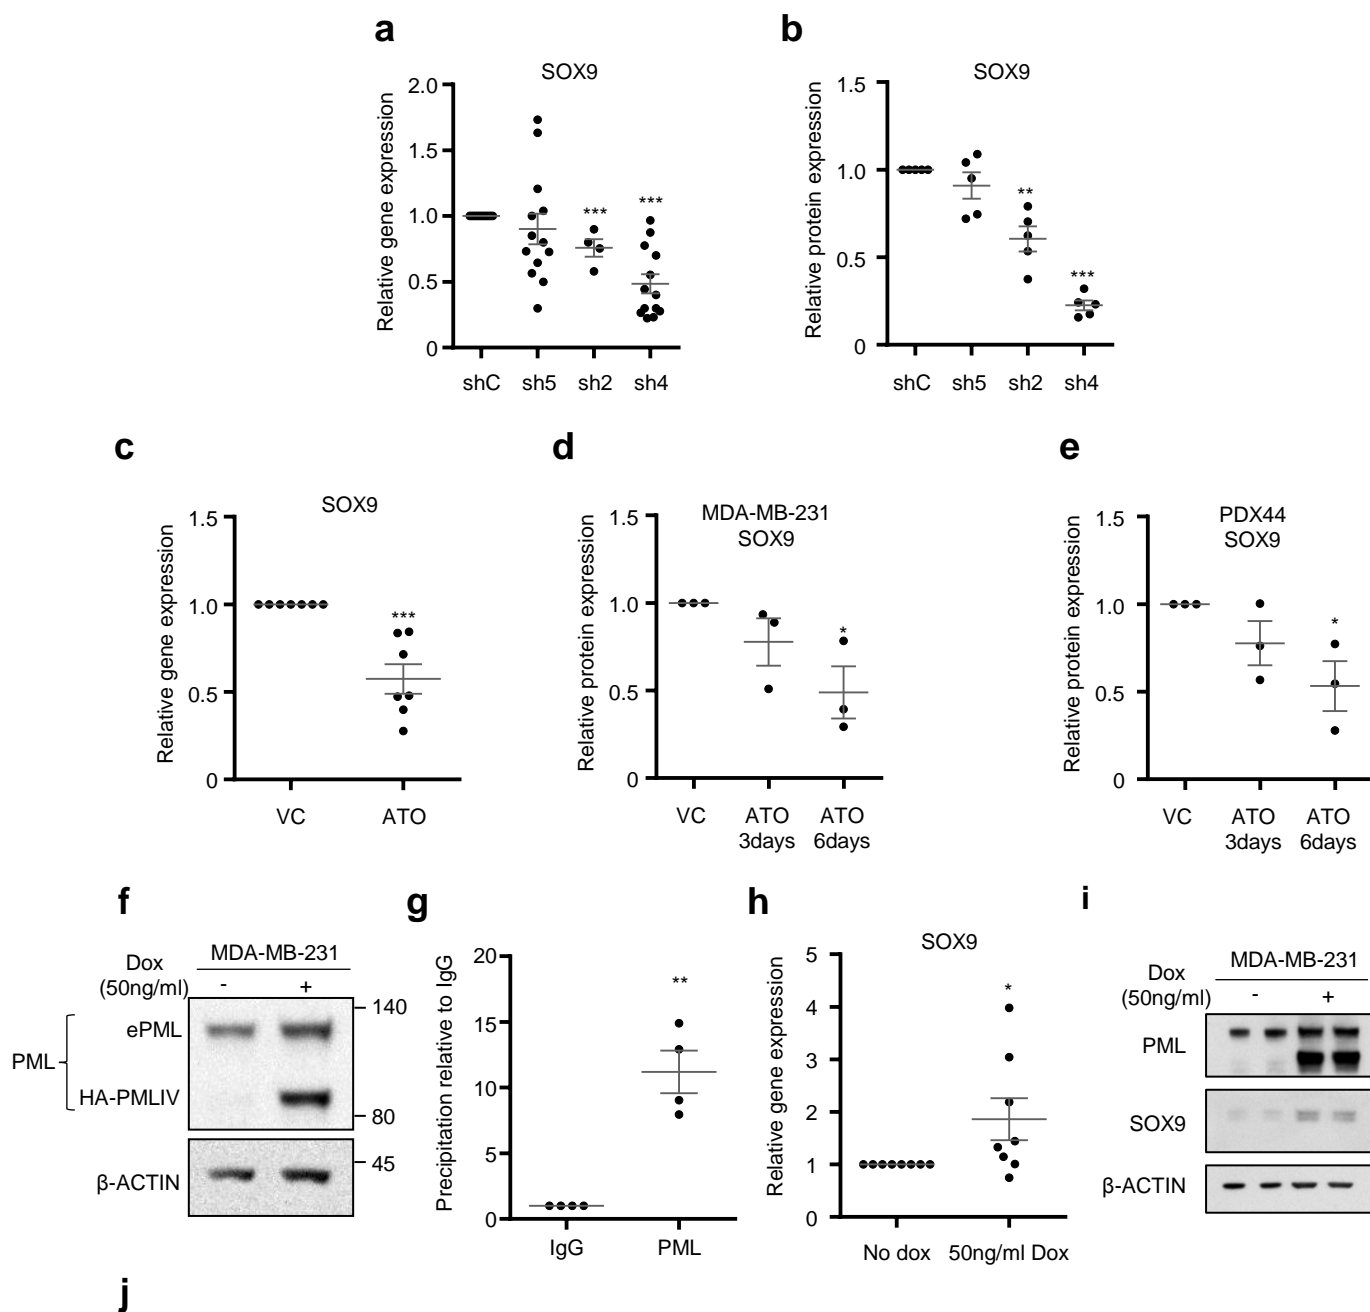 a
SOX9
Relative gene expression
2.0
1.5
1.0
0.5
0
***
***
shC sh5 sh2 sh4
b
SOX9
Relative protein expression
1.5
1.0
0.5
0
**
***
shC sh5 sh2 sh4
c
SOX9
Relative gene expression
1.5
1.0
0.5
0
***
VC ATO
d
MDA-MB-231
SOX9
Relative protein expression
1.5
1.0
0.5
0
*
VC ATO ATO
3days 6days
e
PDX44
SOX9
Relative protein expression
1.5
1.0
0.5
0
*
VC ATO ATO
3days 6days
f
MDA-MB-231
Dox
(50ng/ml) - +
140
ePML
PML
HA-PMLIV
80
45
β-ACTIN
g
Precipitation relative to IgG
20
15
10
5
0
**
IgG PML
h
SOX9
Relative gene expression
5
4
3
2
1
0
*
No dox 50ng/ml Dox
i
MDA-MB-231
Dox
(50ng/ml) - +
PML
SOX9
β-ACTIN
j